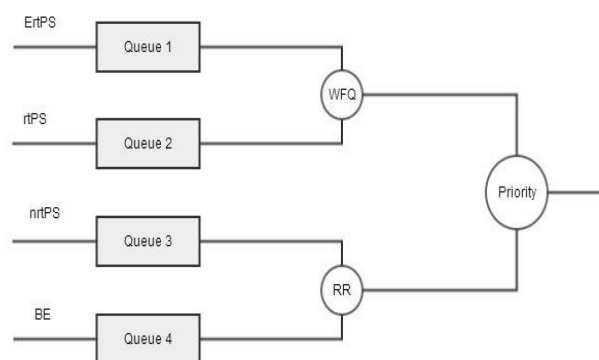 ErtPS
Queue 1
WFQ
rtPS
Queue 2
Priority
nrtPS
Queue 3
RR
BE
Queue 4